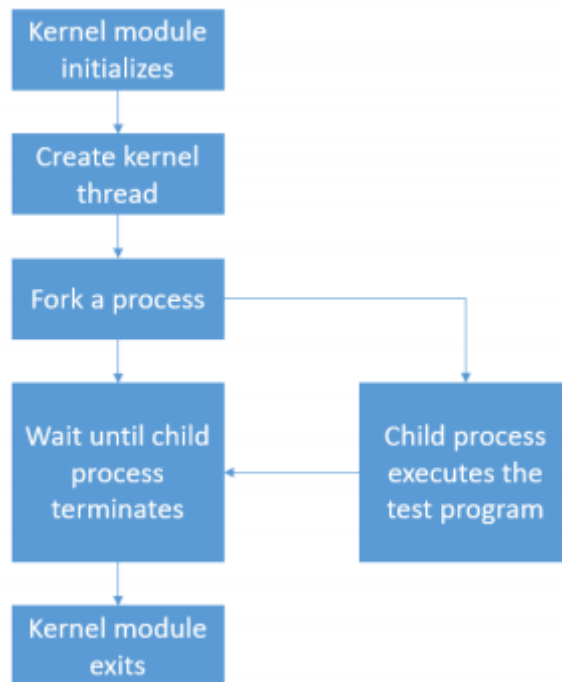 Kernel module
initializes
Create kernel
thread
Fork a process
Wait until child
process
terminates
Child process
executes the
test program
Kernel module
exits